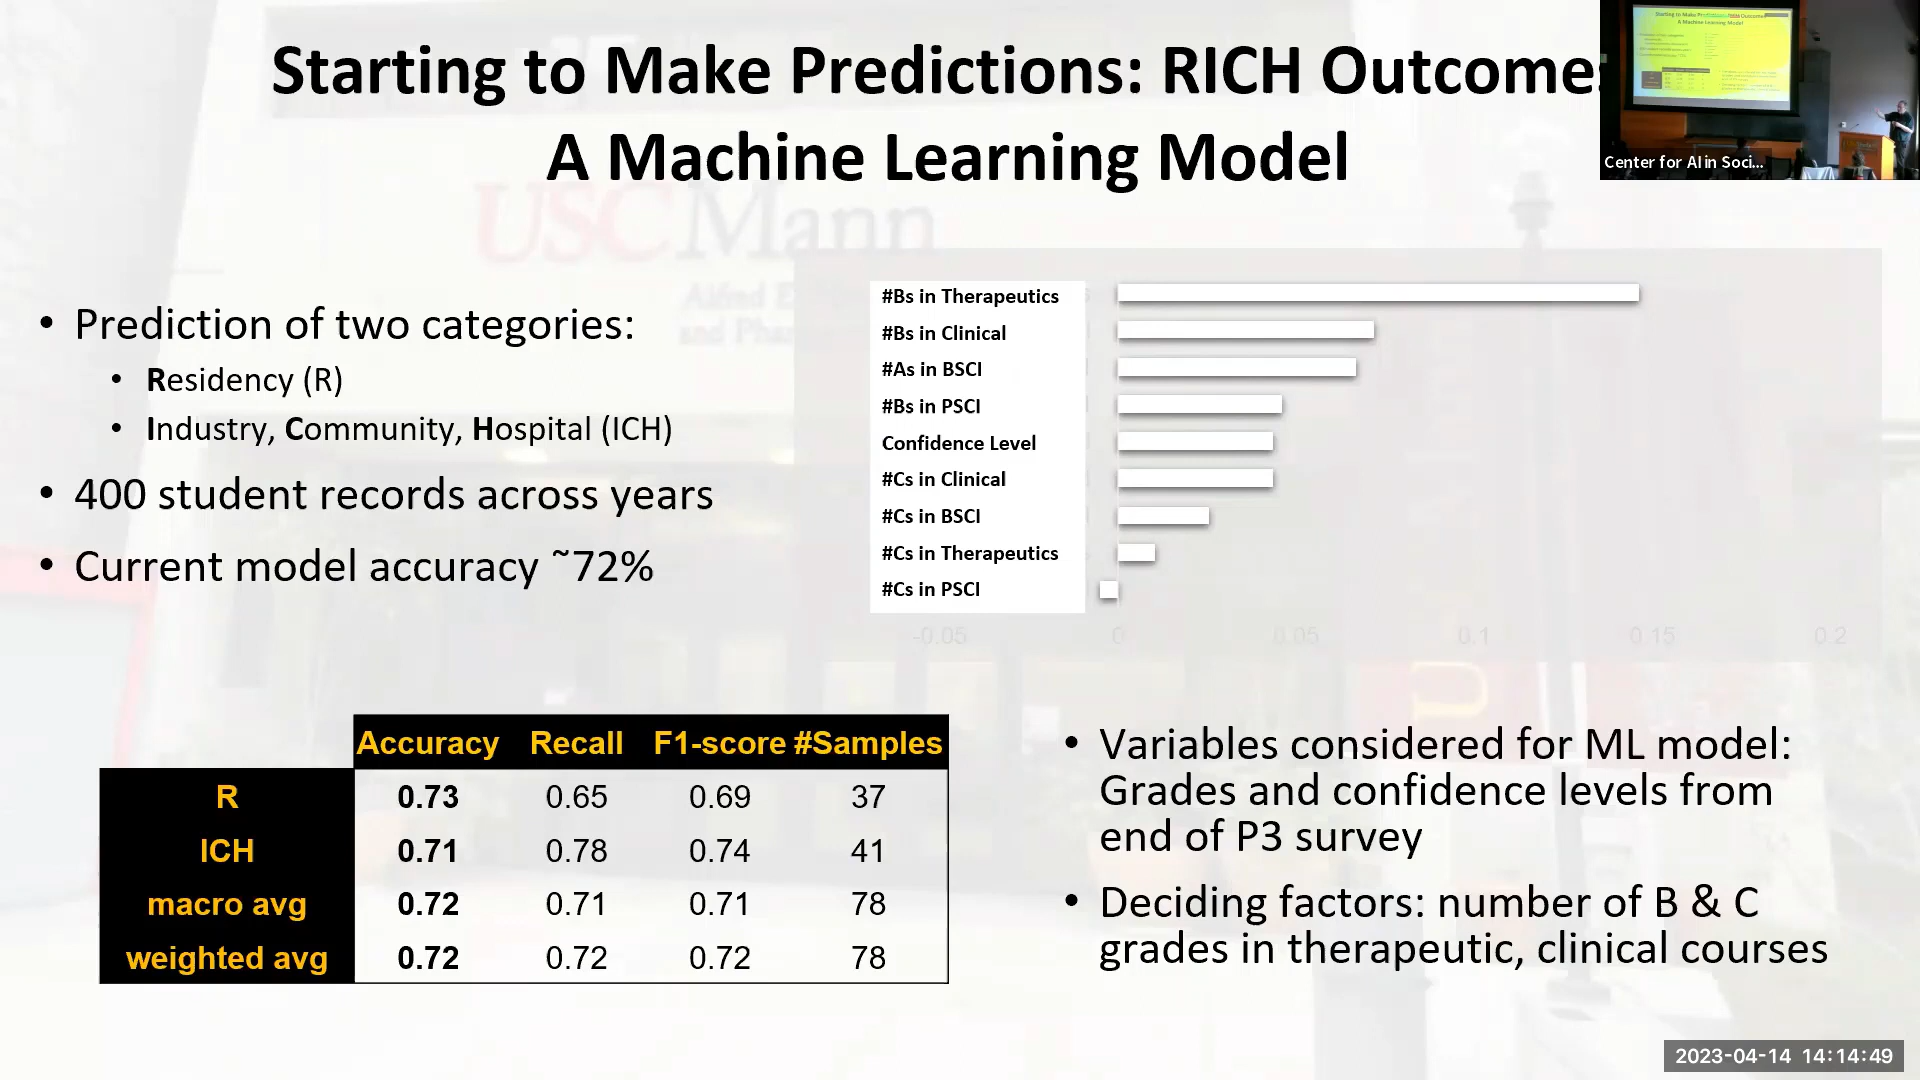 Starting to Make Predictions: RICH Outcomes
A Machine Learning Model
Center for AI in Soci...
USC Mann
Alfred E.
and Pha
• Prediction of two categories:
• Residency (R)
• Industry, Community, Hospital (ICH)
• 400 student records across years
• Current model accuracy ~72%
#Bs in Therapeutics
#Bs in Clinical
#As in BSCI
#Bs in PSCI
Confidence Level
#Cs in Clinical
#Cs in BSCI
#Cs in Therapeutics
#Cs in PSCI
-0.05 0 0.05 0.1 0.15 0.2
Accuracy Recall F1-score #Samples
R 0.73 0.65 0.69 37
ICH 0.71 0.78 0.74 41
macro avg 0.72 0.71 0.71 78
weighted avg 0.72 0.72 0.72 78
• Variables considered for ML model:
Grades and confidence levels from
end of P3 survey
• Deciding factors: number of B & C
grades in therapeutic, clinical courses
2023-04-14 14:14:49